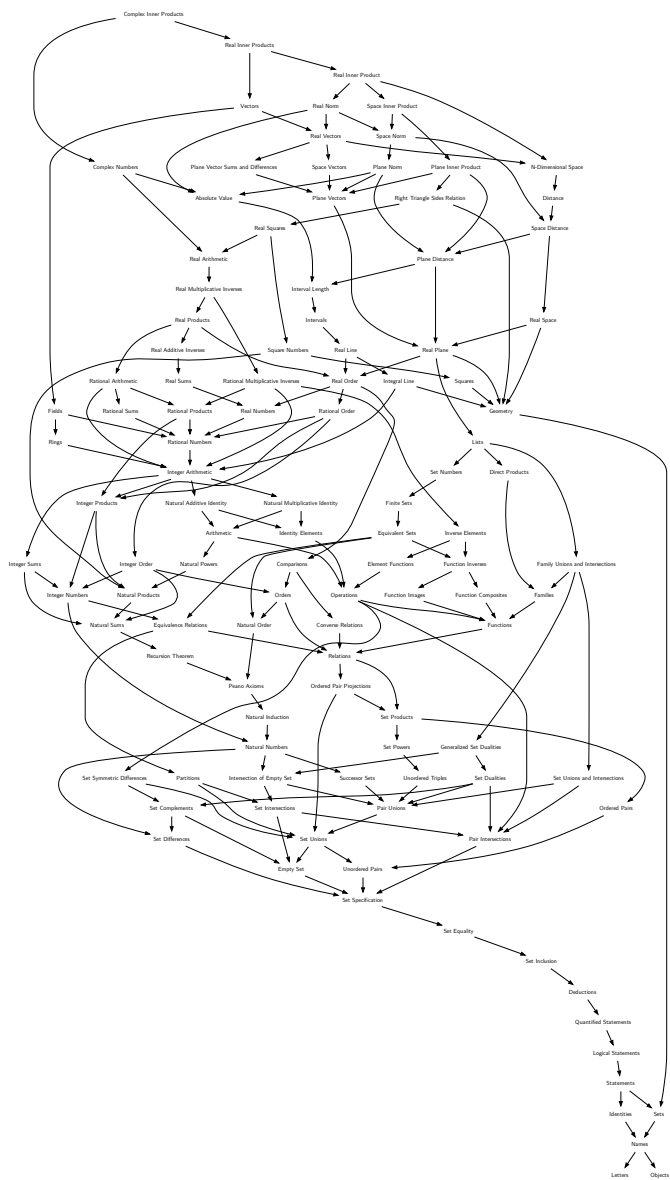 Complex Inner Products
Real Inner Products
Real Inner Product
Vectors
Real Norm
Space Inner Product
Real Vectors
Space Norm
Complex Numbers
Plane Vector Sums and Differences
Space Vectors
Plane Norm
Plane Inner Product
N-Dimensional Space
Absolute Value
Plane Vectors
Right Triangle Sides Relation
Distance
Real Squares
Space Distance
Real Arithmetic
Plane Distance
Real Multiplicative Inverses
Interval Length
Real Products
Intervals
Real Space
Real Additive Inverses
Square Numbers
Real Line
Real Plane
Rational Arithmetic
Real Sums
Rational Multiplicative Inverses
Real Order
Integral Line
Squares
Fields
Rational Sums
Rational Products
Real Numbers
Rational Order
Geometry
Rings
Rational Numbers
Lists
Integer Arithmetic
Set Numbers
Direct Products
Integer Products
Natural Additive Identity
Natural Multiplicative Identity
Finite Sets
Arithmetic
Identity Elements
Equivalent Sets
Inverse Elements
Integer Sums
Integer Order
Natural Powers
Comparisons
Element Functions
Function Inverses
Family Unions and Intersections
Integer Numbers
Natural Products
Orders
Operations
Function Images
Function Composites
Families
Natural Sums
Equivalence Relations
Natural Order
Converse Relations
Functions
Recursion Theorem
Relations
Peano Axioms
Ordered Pair Projections
Natural Induction
Set Products
Natural Numbers
Set Powers
Generalized Set Dualities
Set Symmetric Differences
Partitions
Intersection of Empty Set
Successor Sets
Unordered Triples
Set Dualities
Set Unions and Intersections
Set Complements
Set Intersections
Pair Unions
Ordered Pairs
Set Differences
Set Unions
Pair Intersections
Empty Set
Unordered Pairs
Set Specification
Set Equality
Set Inclusion
Deductions
Quantified Statements
Logical Statements
Statements
Identities
Sets
Names
Letters
Objects